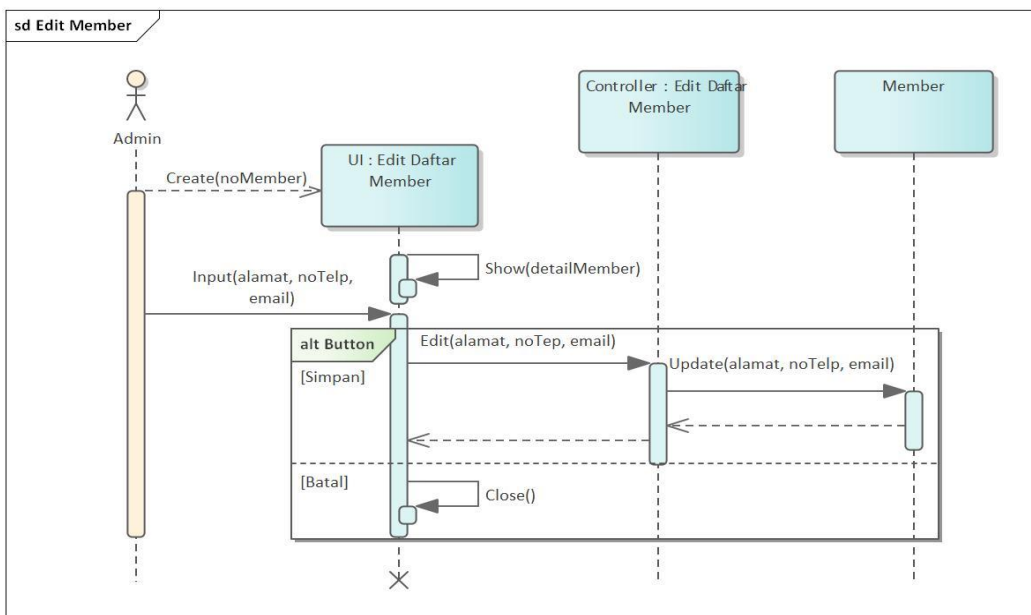 sd Edit Member
Admin
UI : Edit Daftar
Member
Controller : Edit Daftar
Member
Member
Create(noMember)
Show(detailMember)
Input(alamat, noTelp,
email)
alt Button
Edit(alamat, noTep, email)
[Simpan]
Update(alamat, noTelp, email)
[Batal]
Close()